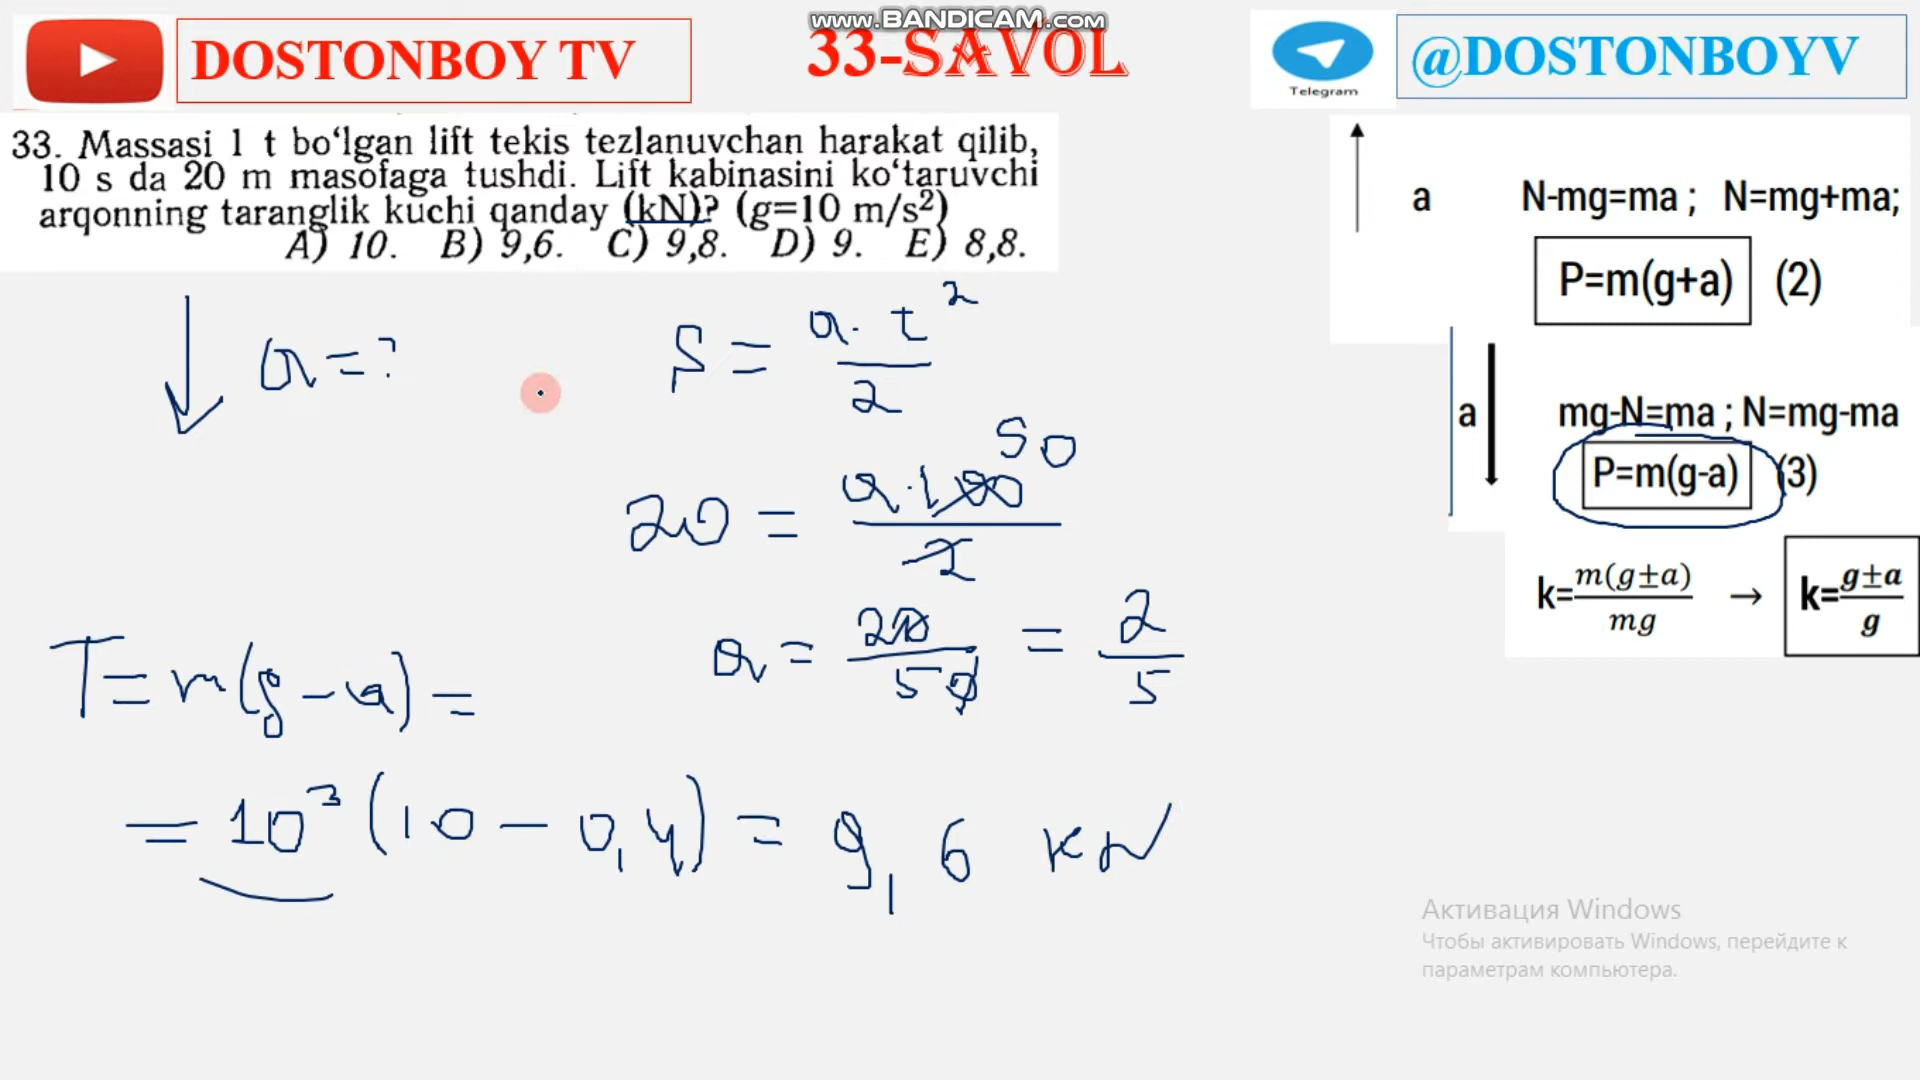 www.BANDICAM.com
DOSTONBOY TV
33-SAVOL
Telegram
@DOSTONBOYV
33. Massasi 1 t bo‘lgan lift tekis tezlanuvchan harakat qilib,
10 s da 20 m masofaga tushdi. Lift kabinasini ko‘taruvchi
arqonning taranglik kuchi qanday (kN)? (g=10 m/s²)
A) 10. B) 9,6. C) 9,8. D) 9. E) 8,8.
a N-mg=ma ; N=mg+ma;
P=m(g+a) (2)
a mg-N=ma ; N=mg-ma
P=m(g-a) (3)
k=m(g±a)/mg → k=g±a/g
a=?
S = a·t²/2
20 = a·100/2 50
a = 20/50 = 2/5
T=m(g-a)=
=10³(10-0,4)=9,6 kN
Активация Windows
Чтобы активировать Windows, перейдите к
параметрам компьютера.